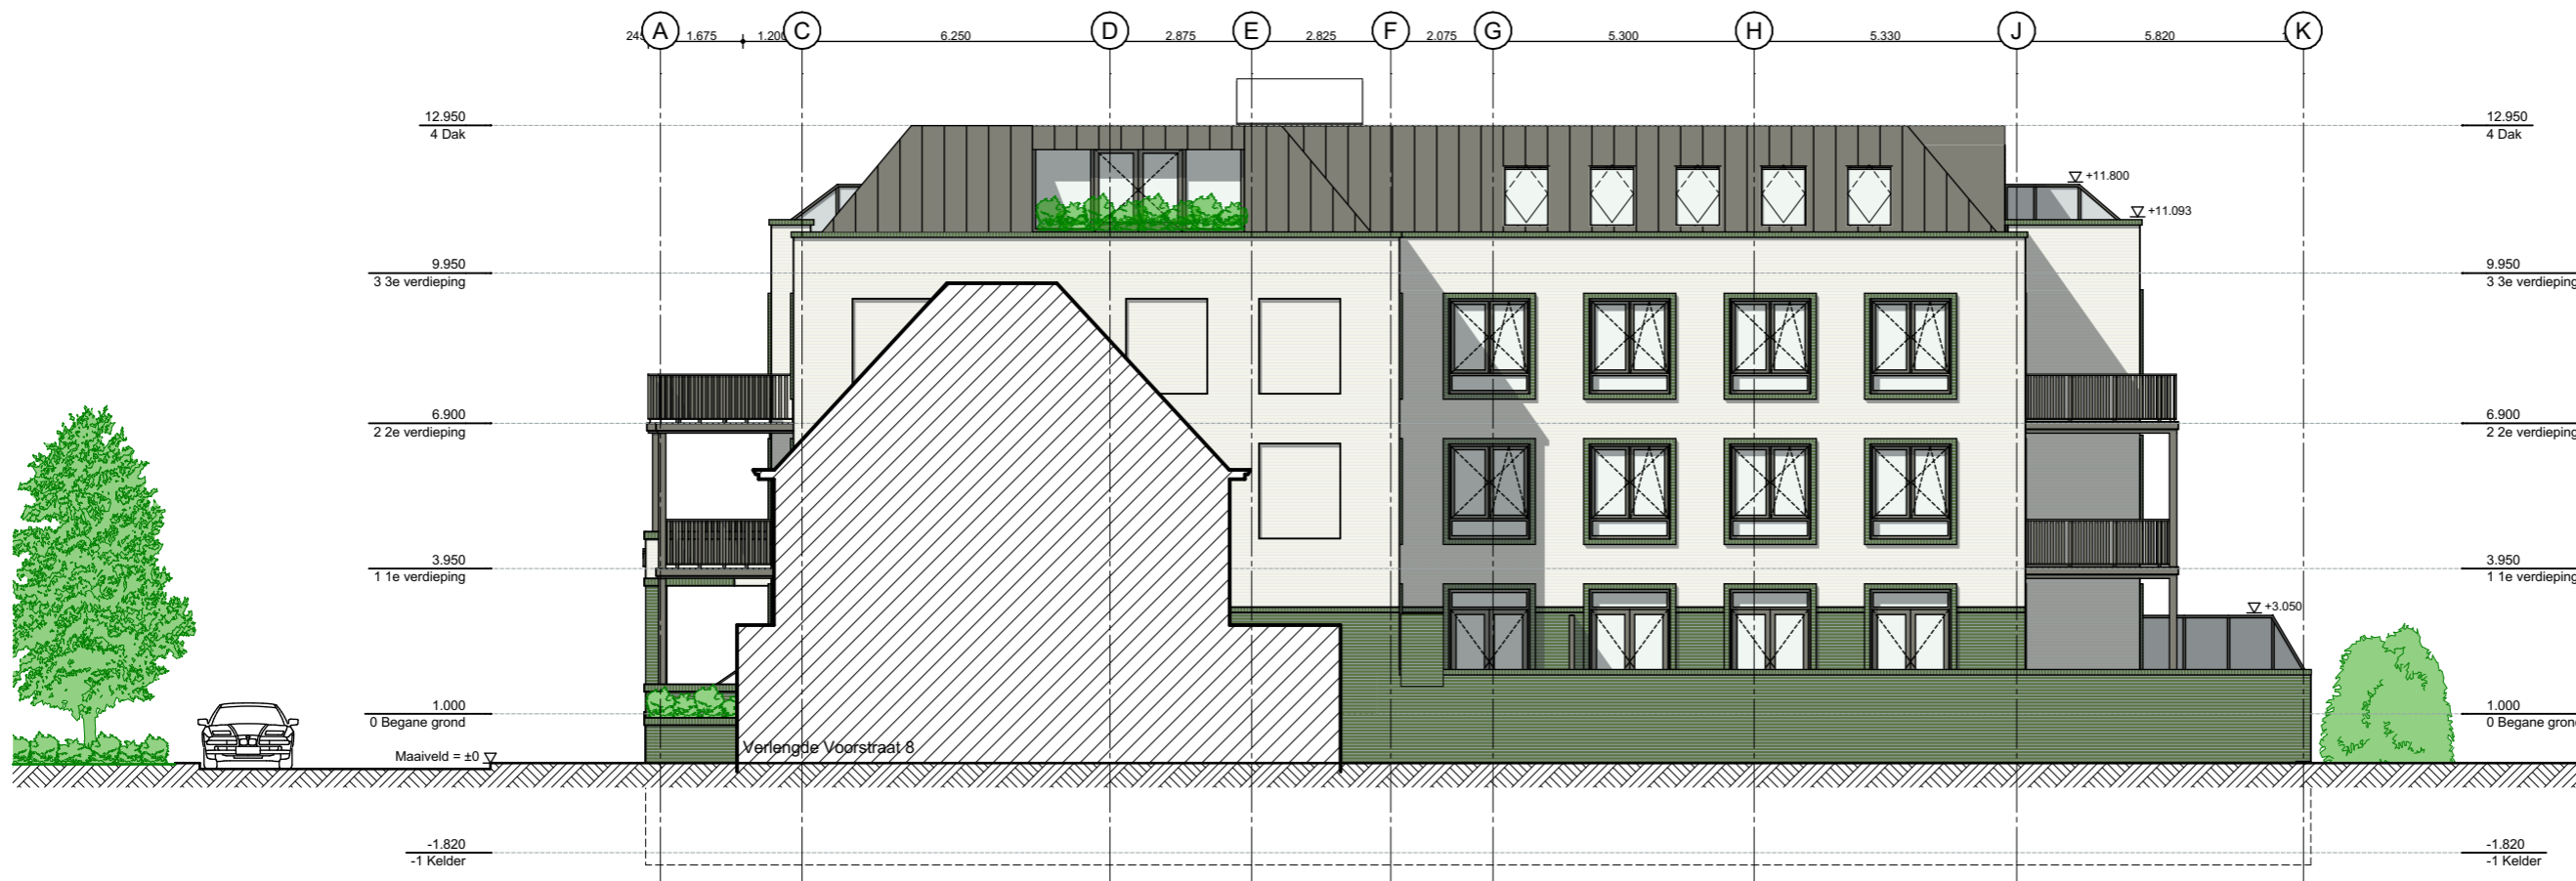 A C D E F G H J K
245 1.675 1.200 6.250 2.875 2.825 2.075 5.300 5.330 5.820
12.950
4 Dak
12.950
4 Dak
+11.800
+11.093
9.950
3 3e verdieping
9.950
3 3e verdieping
6.900
2 2e verdieping
6.900
2 2e verdieping
3.950
1 1e verdieping
3.950
1 1e verdieping
+3.050
1.000
0 Begane grond
1.000
0 Begane grond
Verlengde Voorstraat 8
Maaiveld = ±0
-1.820
-1 Kelder
-1.820
-1 Kelder